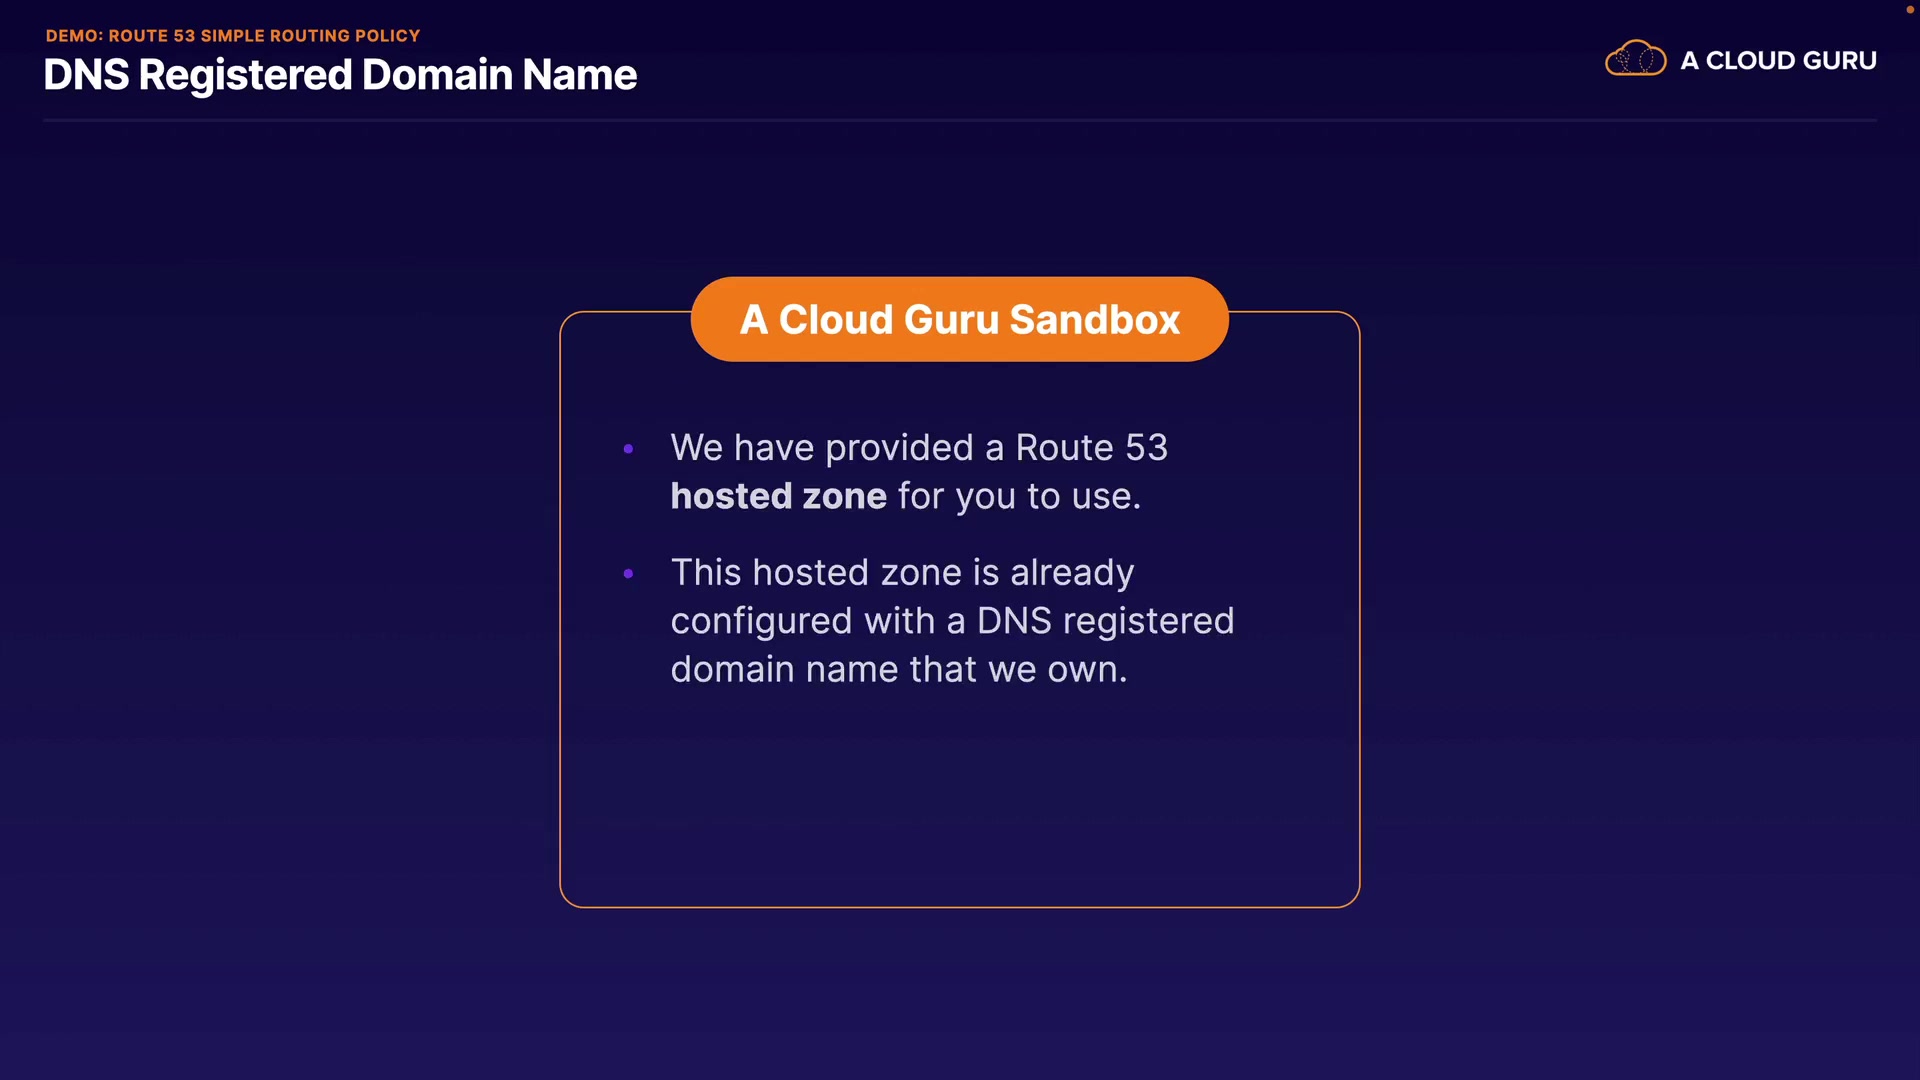 DEMO: ROUTE 53 SIMPLE ROUTING POLICY
DNS Registered Domain Name
A CLOUD GURU
A Cloud Guru Sandbox
• We have provided a Route 53
hosted zone for you to use.
• This hosted zone is already
configured with a DNS registered
domain name that we own.